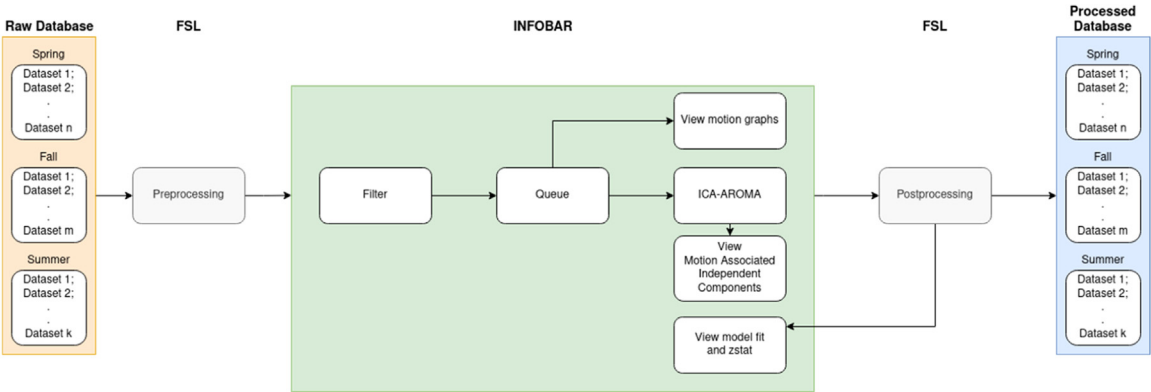 Raw Database
FSL
INFOBAR
FSL
Processed
Database
Spring
Dataset 1;
Dataset 2;
.
.
Dataset n
Fall
Dataset 1;
Dataset 2;
.
.
Dataset m
Summer
Dataset 1;
Dataset 2;
.
.
Dataset k
Preprocessing
Filter
Queue
View motion graphs
ICA-AROMA
View
Motion Associated
Independent
Components
View model fit
and zstat
Postprocessing
Spring
Dataset 1;
Dataset 2;
.
.
Dataset n
Fall
Dataset 1;
Dataset 2;
.
.
Dataset m
Summer
Dataset 1;
Dataset 2;
.
.
Dataset k